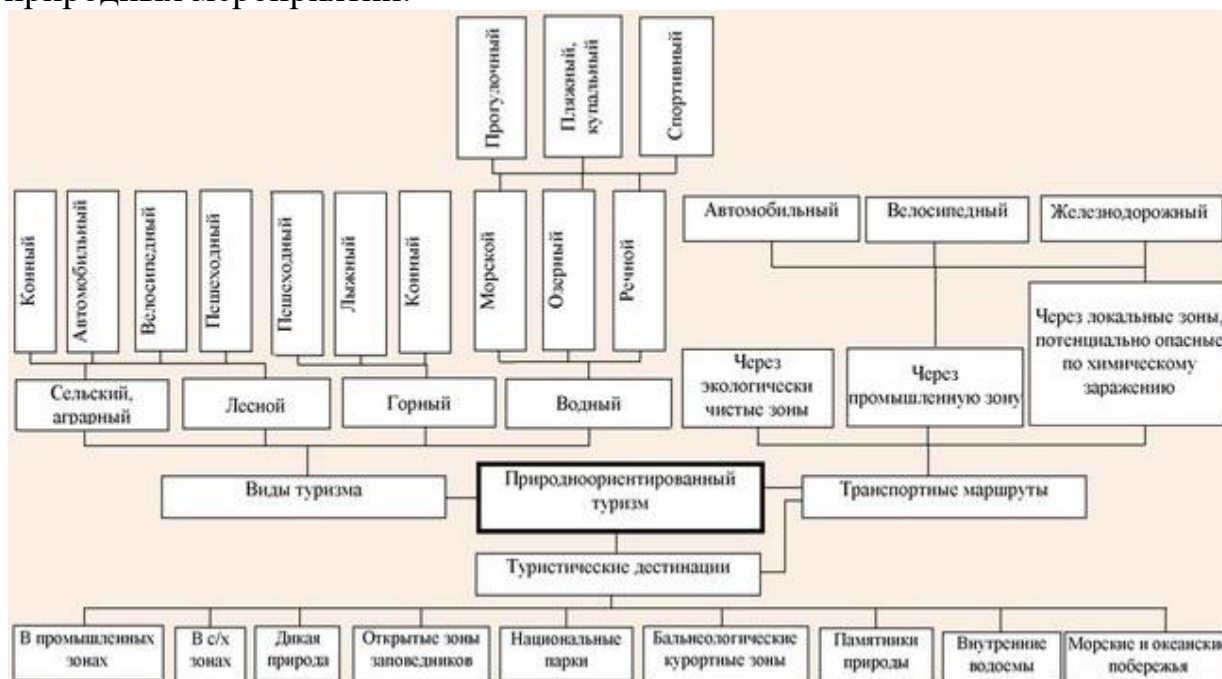 природных мероприятий.
Прогулочный
Пляжный,
купальный
Спортивный
Конный
Автомобильный
Велосипедный
Пешеходный
Пешеходный
Лыжный
Конный
Морской
Озерный
Речной
Автомобильный
Велосипедный
Железнодорожный
Сельский,
аграрный
Лесной
Горный
Водный
Через
экологически
чистые зоны
Через
промышленную зону
Через локальные зоны,
потенциально опасные
по химическому
заражению
Виды туризма
Природноориентированный
туризм
Транспортные маршруты
Туристические дестинации
В промышленных
зонах
В с/х
зонах
Дикая
природа
Открытые зоны
заповедников
Национальные
парки
Бальнеологические
курортные зоны
Памятники
природы
Внутренние
водоемы
Морские и океанские
побережья